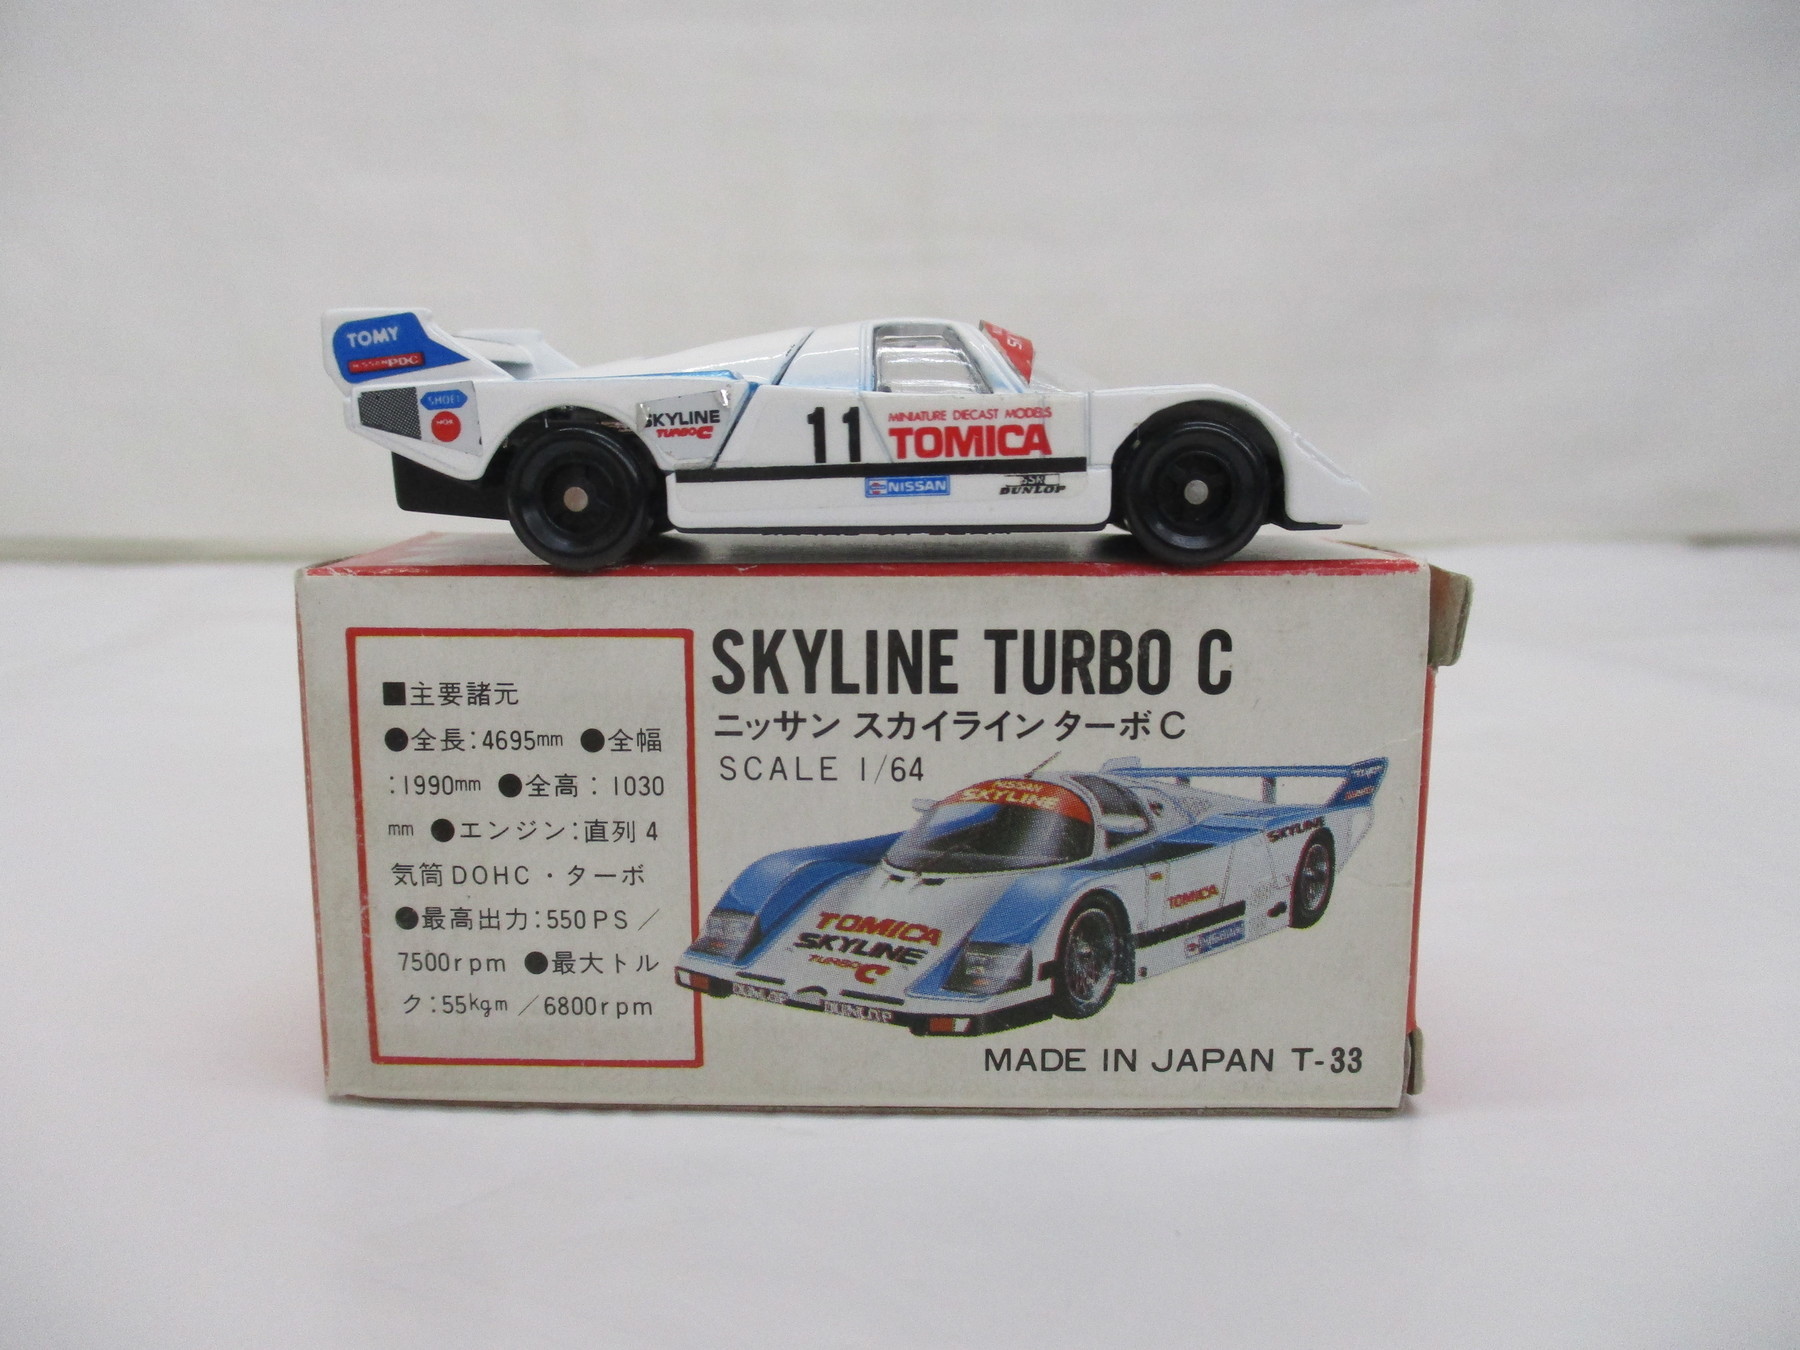 TOMY
NISSAN PDC
SHOEI
NOK
SKYLINE
TURBO C
11
MINIATURE DIECAST MODELS
TOMICA
NISSAN
DUNLOP
SKYLINE TURBO C
ニッサン スカイライン ターボ C
SCALE 1/64
■主要諸元
●全長:4695mm ●全幅
:1990mm ●全高:1030
mm ●エンジン:直列4
気筒DOHC・ターボ
●最高出力:550PS/
7500rpm ●最大トル
ク:55kgm/6800rpm
NISSAN
SKYLINE
TOMY
SKYLINE
TOMICA
TOMICA
SKYLINE
TURBO C
DUNLOP
DUNLOP
MADE IN JAPAN T-33